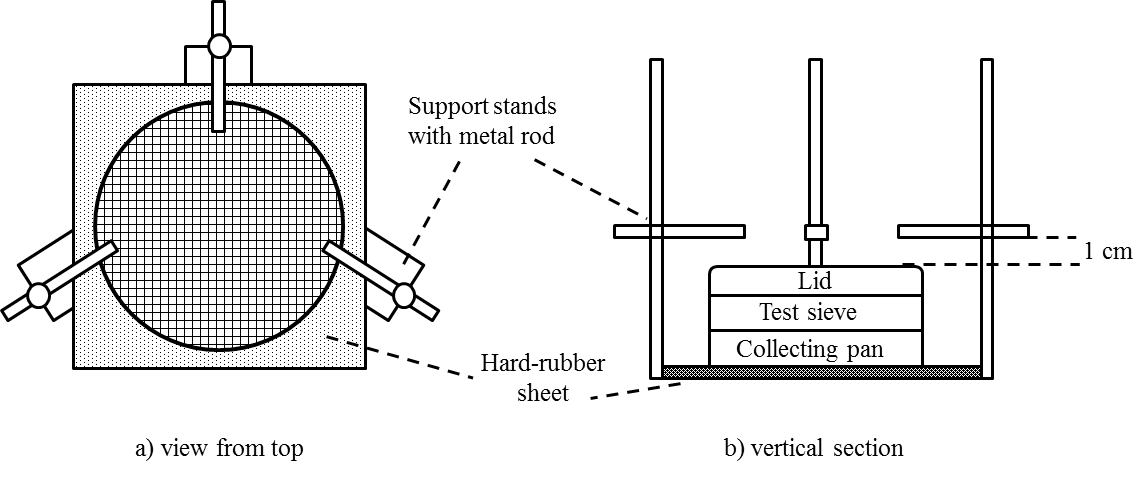 Support stands
with metal rod
1 cm
Lid
Test sieve
Collecting pan
Hard-rubber
sheet
a) view from top
b) vertical section